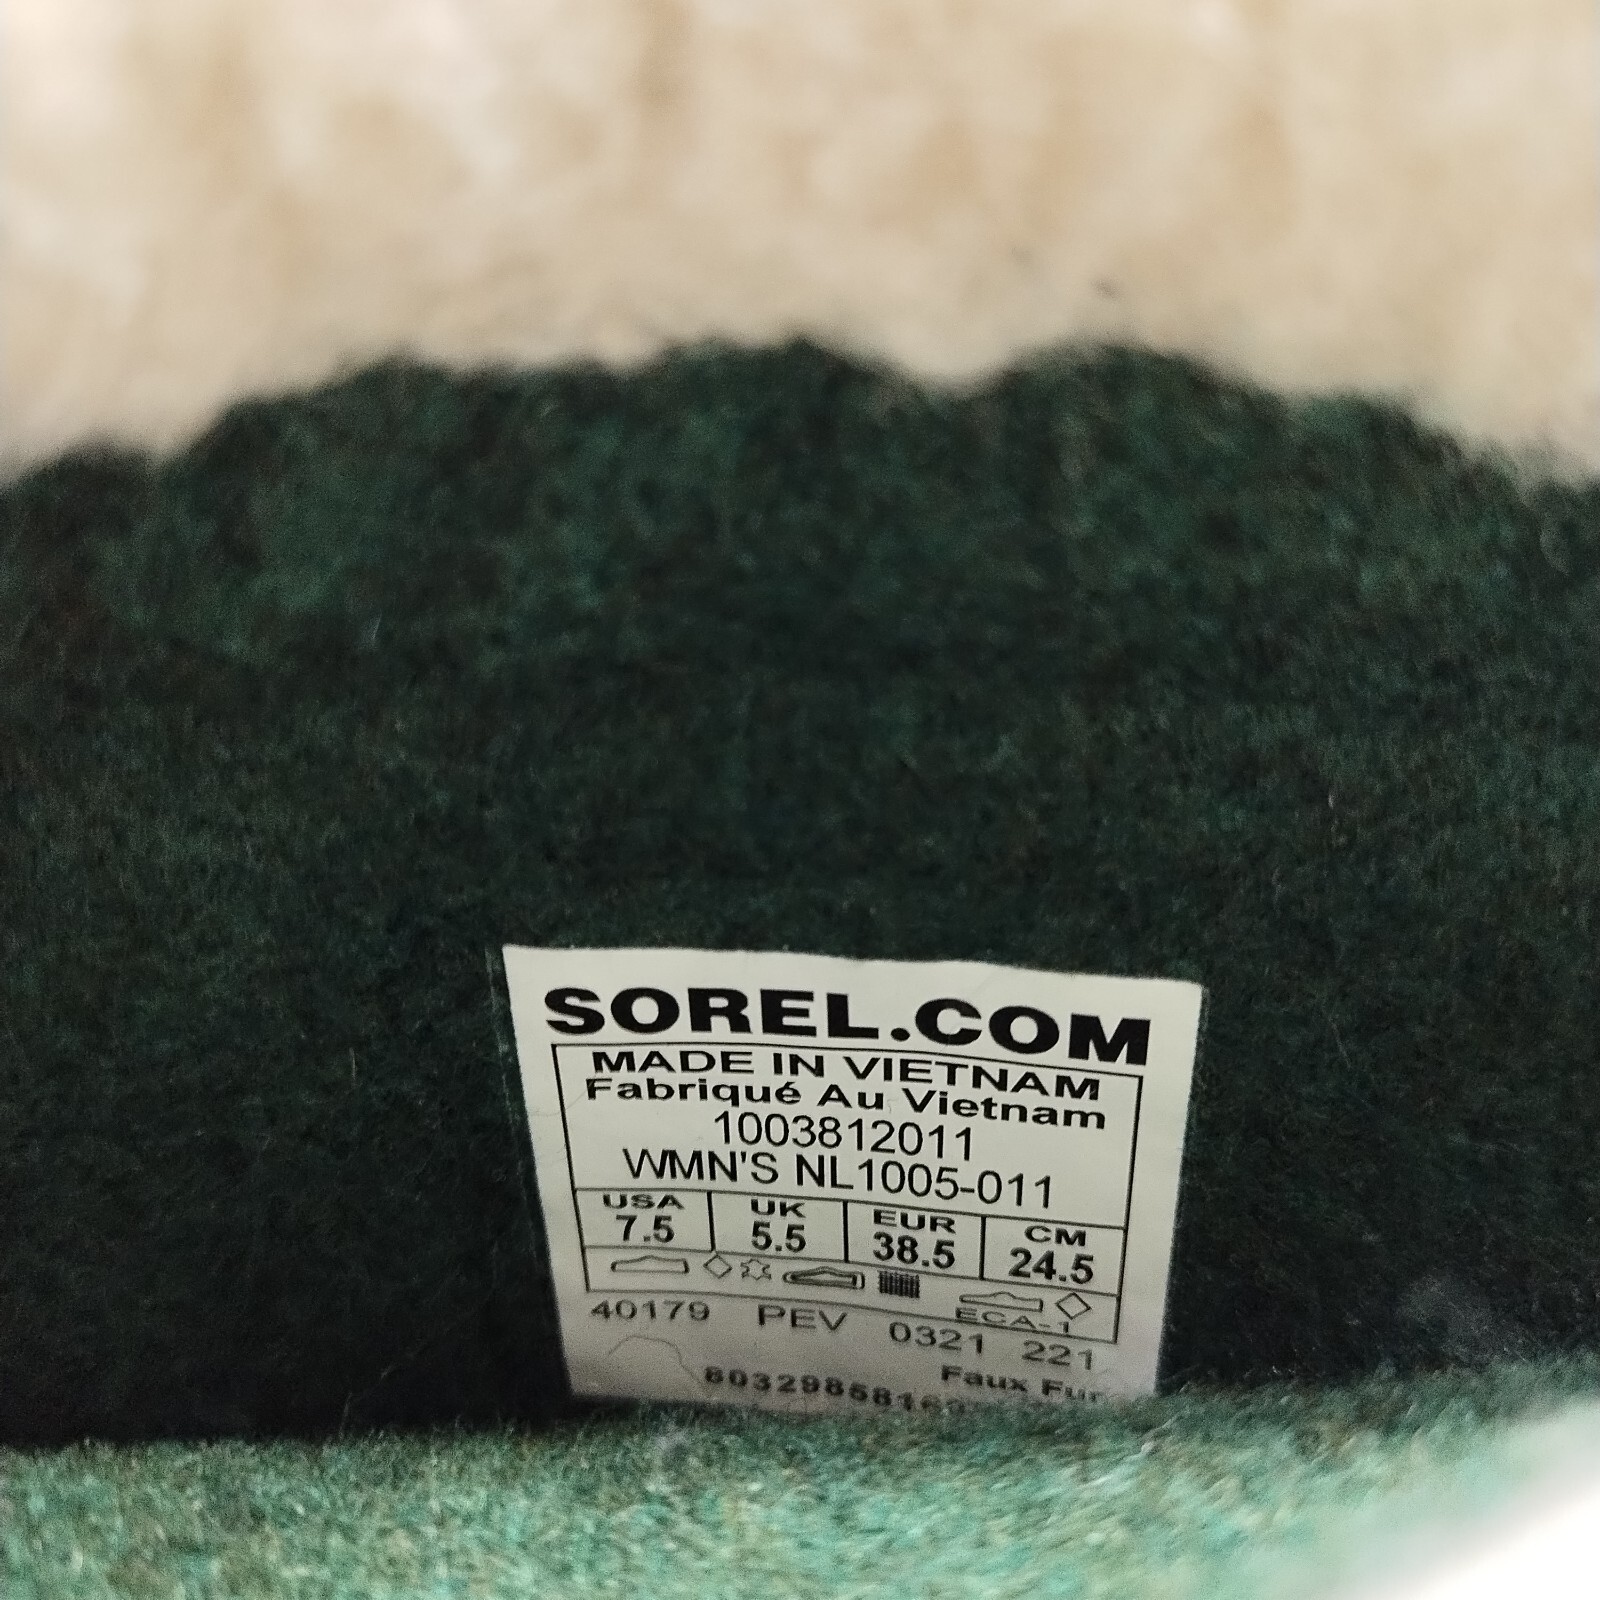 SOREL.COM
MADE IN VIETNAM
Fabriqué Au Vietnam
1003812011
WMN'S NL1005-011
USA UK EUR CM
7.5 5.5 38.5 24.5
ECA-1
40179 PEV 0321 221
Faux Fur